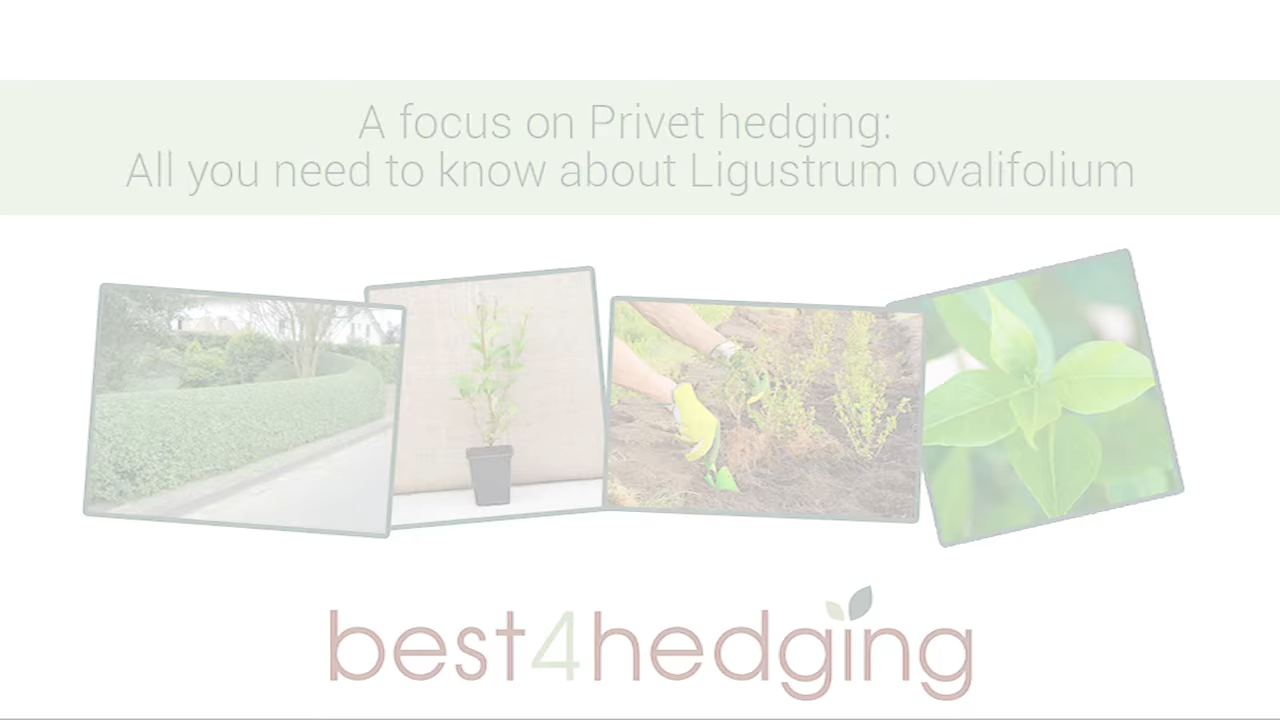 A focus on Privet hedging:
All you need to know about Ligustrum ovalifolium
best4hedging